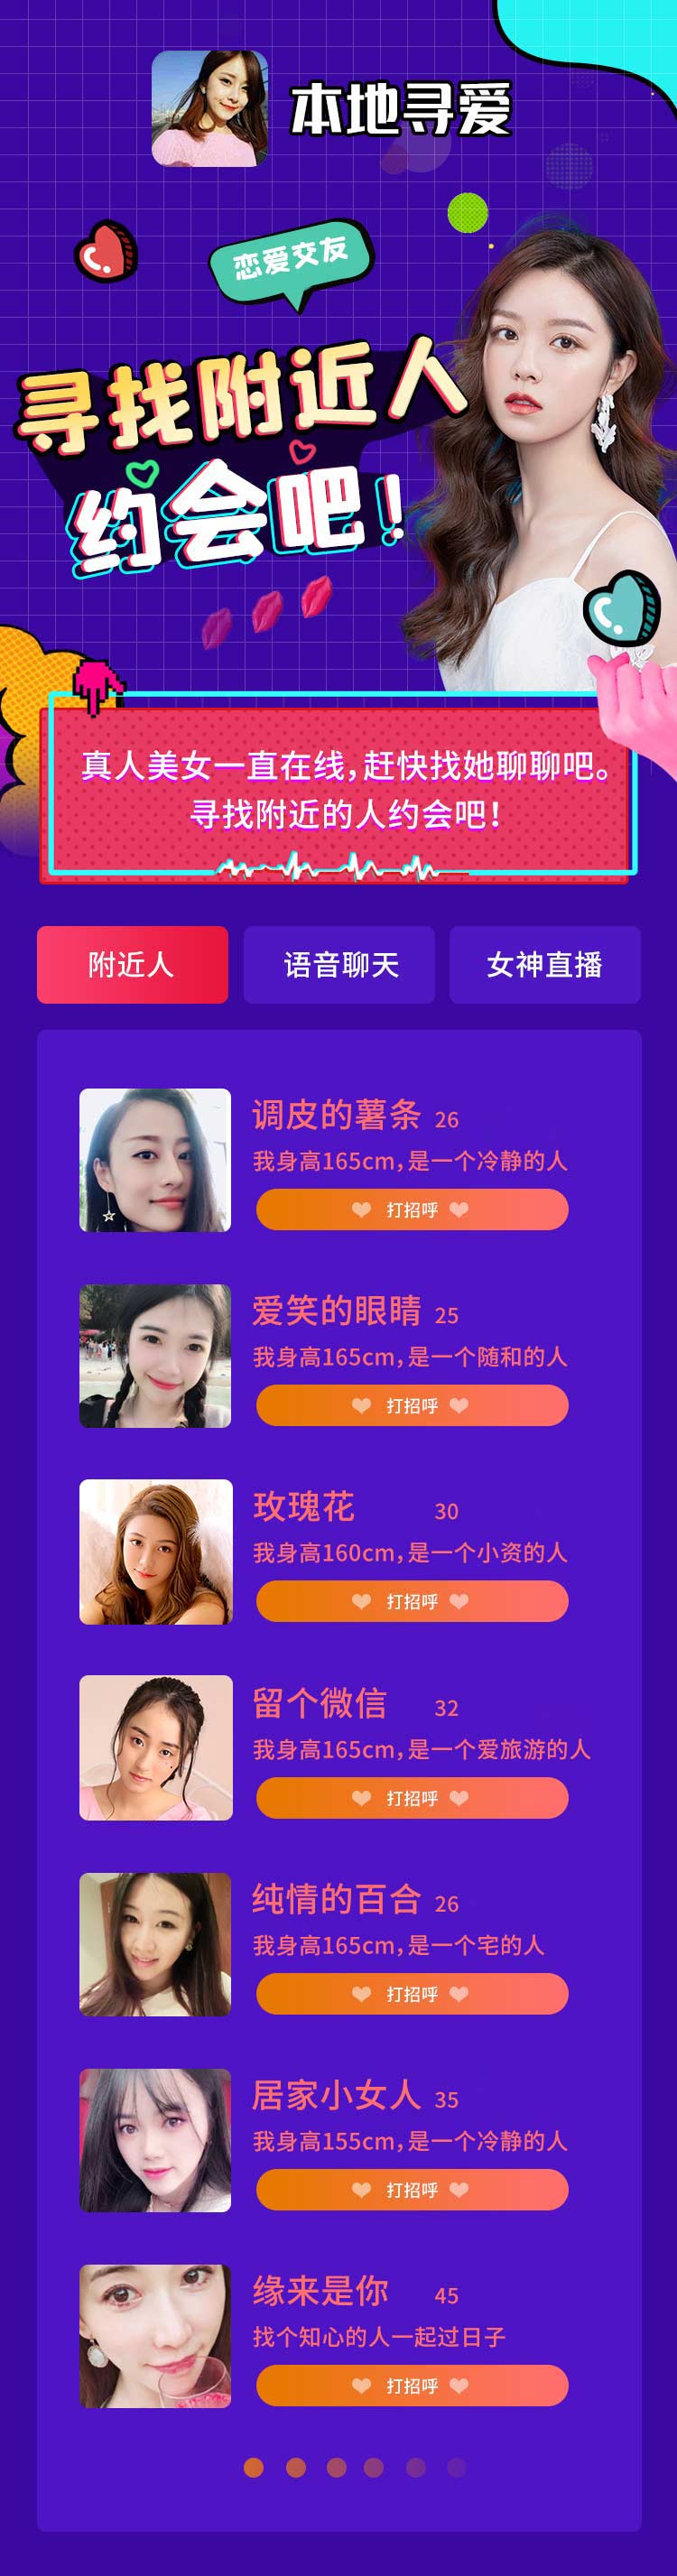 本地寻爱
恋爱交友
寻找附近人
约会吧!
真人美女一直在线,赶快找她聊聊吧。
寻找附近的人约会吧!
附近人 语音聊天 女神直播
调皮的薯条 26
我身高165cm,是一个冷静的人
打招呼
爱笑的眼睛 25
我身高165cm,是一个随和的人
打招呼
玫瑰花 30
我身高160cm,是一个小资的人
打招呼
留个微信 32
我身高165cm,是一个爱旅游的人
打招呼
纯情的百合 26
我身高165cm,是一个宅的人
打招呼
居家小女人 35
我身高155cm,是一个冷静的人
打招呼
缘来是你 45
找个知心的人一起过日子
打招呼